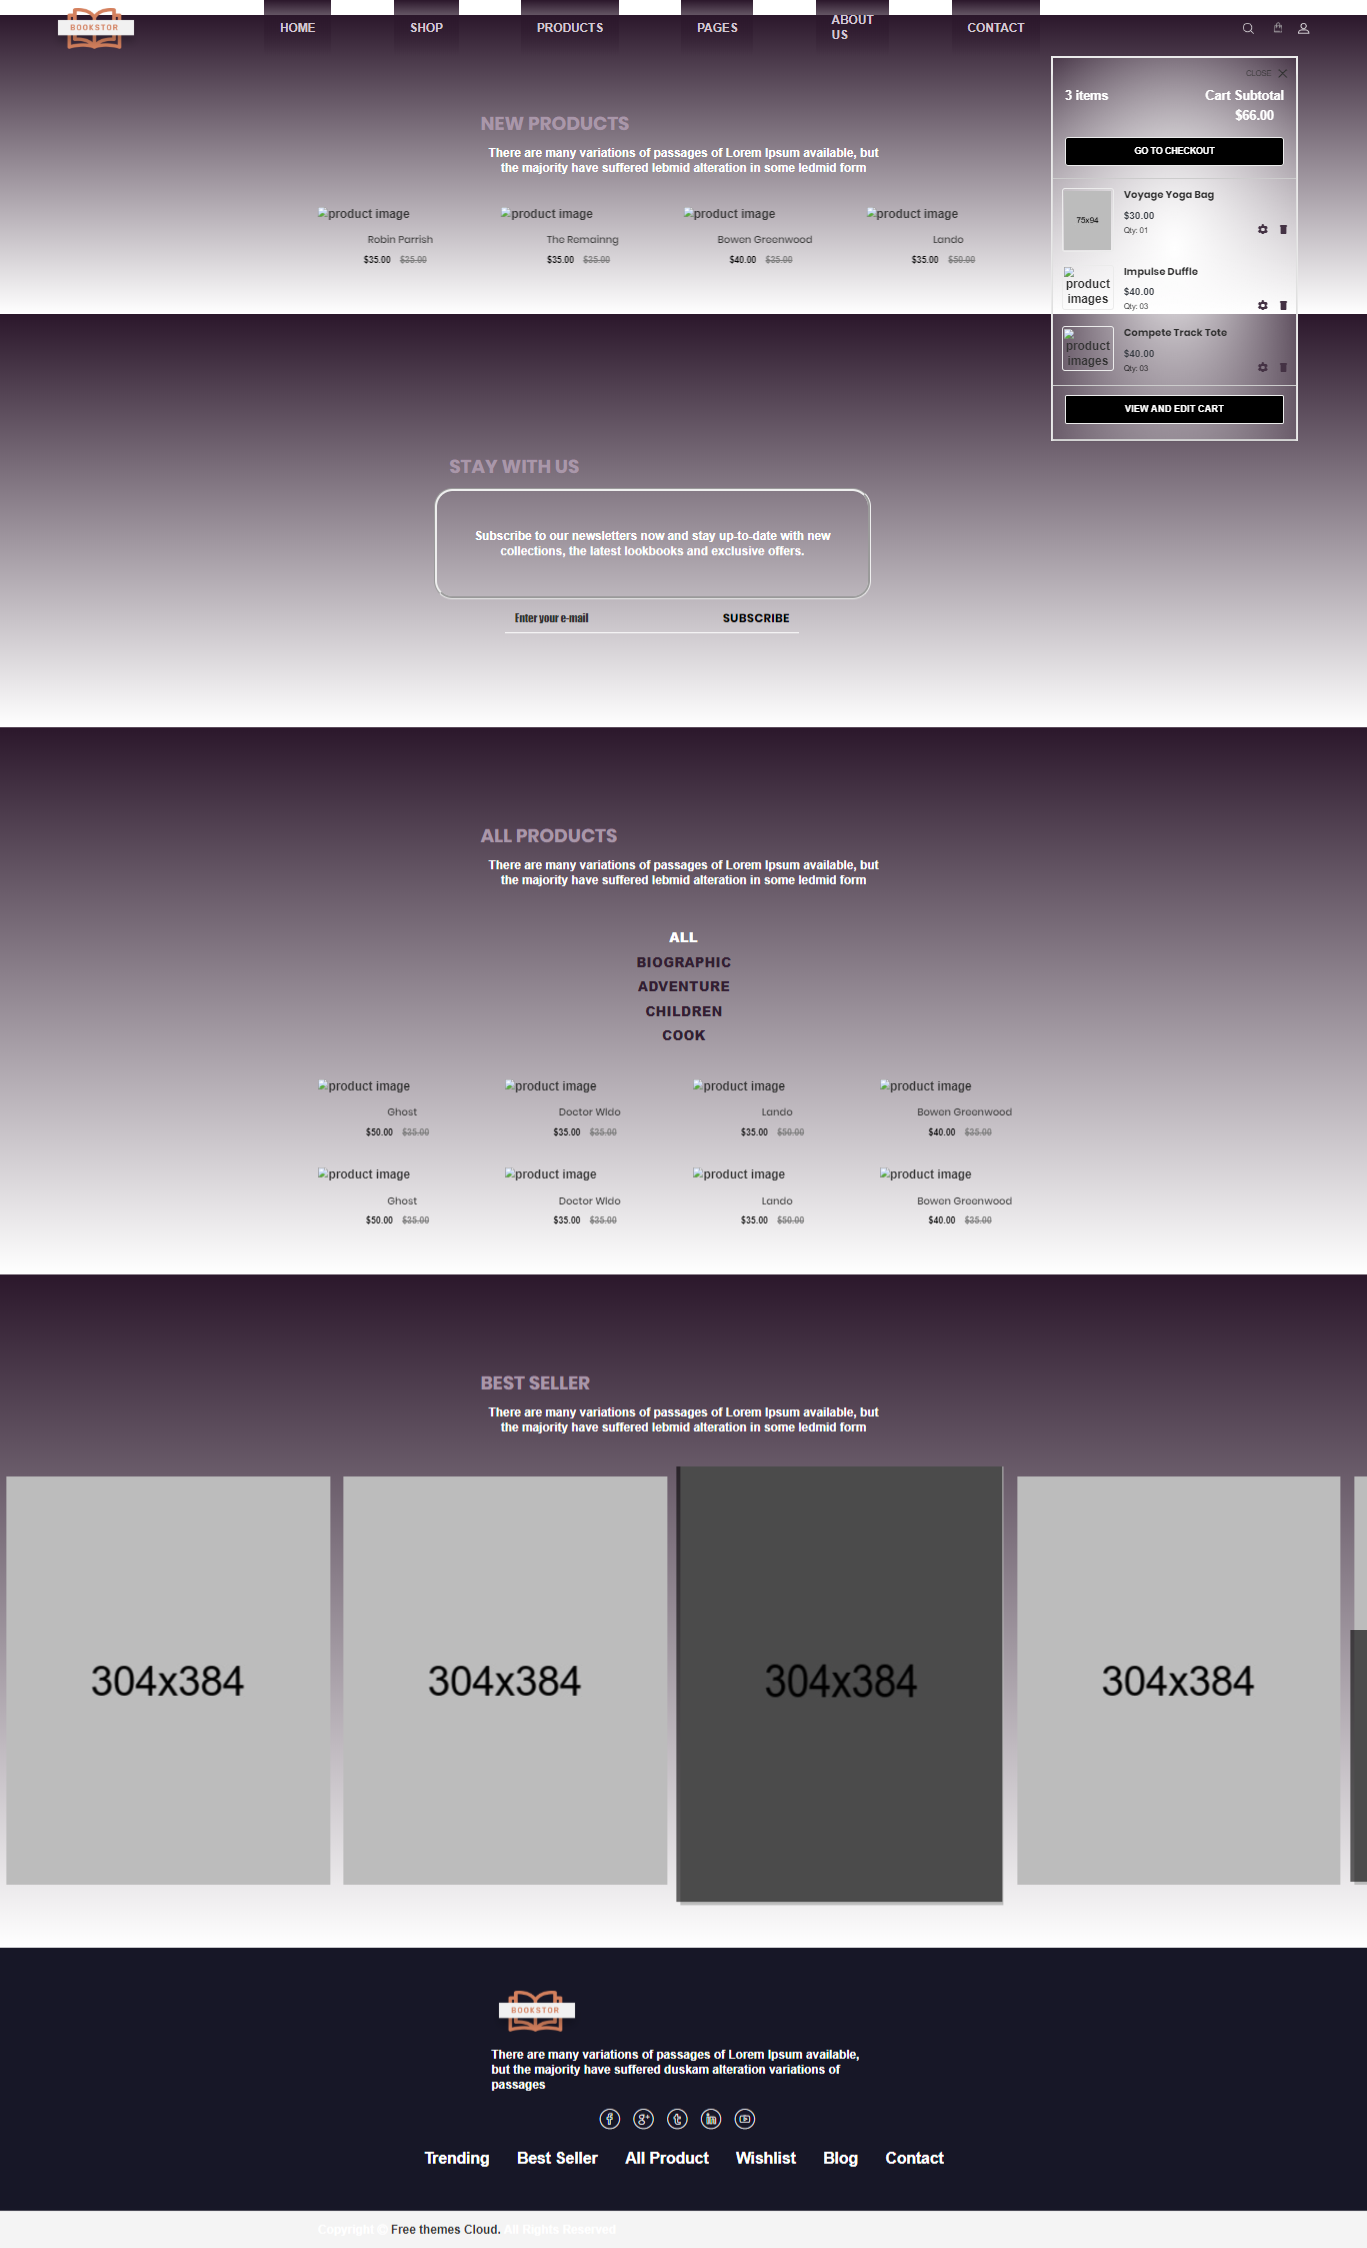 BOOKSTOR
HOME
SHOP
PRODUCTS
PAGES
ABOUT
US
CONTACT
CLOSE
3 items
Cart Subtotal
$66.00
GO TO CHECKOUT
75x94
Voyage Yoga Bag
$30.00
Qty: 01
product
images
Impulse Duffle
$40.00
Qty: 03
product
images
Compete Track Tote
$40.00
Qty: 03
VIEW AND EDIT CART
NEW PRODUCTS
There are many variations of passages of Lorem Ipsum available, but
the majority have suffered lebmid alteration in some ledmid form
product image product image product image product image
Robin Parrish The Remainng Bowen Greenwood Lando
$35.00 $35.00 $35.00 $35.00 $40.00 $35.00 $35.00 $50.00
STAY WITH US
Subscribe to our newsletters now and stay up-to-date with new
collections, the latest lookbooks and exclusive offers.
Enter your e-mail SUBSCRIBE
ALL PRODUCTS
There are many variations of passages of Lorem Ipsum available, but
the majority have suffered lebmid alteration in some ledmid form
ALL
BIOGRAPHIC
ADVENTURE
CHILDREN
COOK
product image product image product image product image
Ghost Doctor Wldo Lando Bowen Greenwood
$50.00 $35.00 $35.00 $35.00 $35.00 $50.00 $40.00 $35.00
product image product image product image product image
Ghost Doctor Wldo Lando Bowen Greenwood
$50.00 $35.00 $35.00 $35.00 $35.00 $50.00 $40.00 $35.00
BEST SELLER
There are many variations of passages of Lorem Ipsum available, but
the majority have suffered lebmid alteration in some ledmid form
304x384 304x384 304x384 304x384
BOOKSTOR
There are many variations of passages of Lorem Ipsum available,
but the majority have suffered duskam alteration variations of
passages
Trending Best Seller All Product Wishlist Blog Contact
Copyright © Free themes Cloud. All Rights Reserved